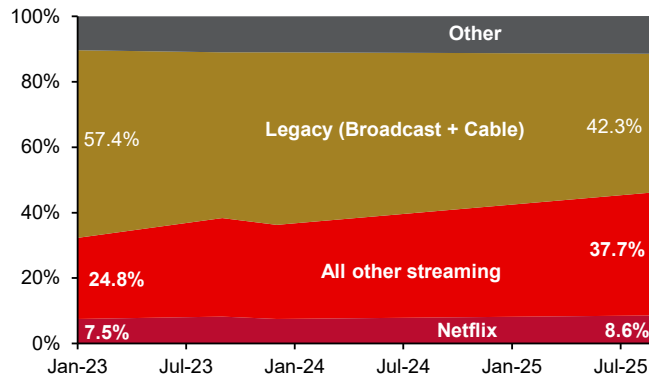 100%
Other
80%
57.4%
Legacy (Broadcast + Cable)
42.3%
60%
40%
24.8%
All other streaming
37.7%
20%
7.5%
Netflix
8.6%
0%
Jan-23 Jul-23 Jan-24 Jul-24 Jan-25 Jul-25